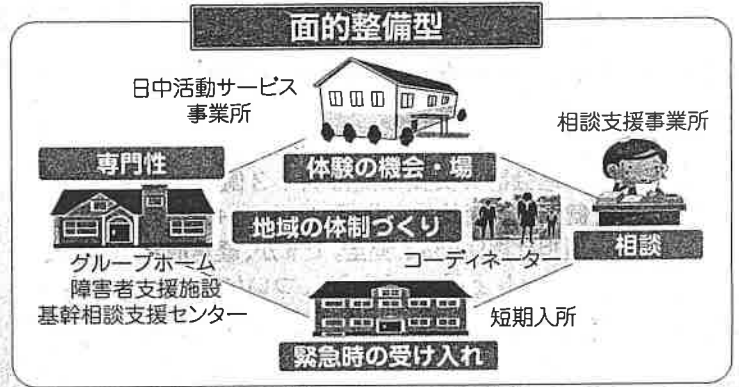 面的整備型
日中活動サービス
事業所
相談支援事業所
専門性
体験の機会・場
地域の体制づくり
コーディネーター
相談
グループホーム
障害者支援施設
基幹相談支援センター
短期入所
緊急時の受け入れ